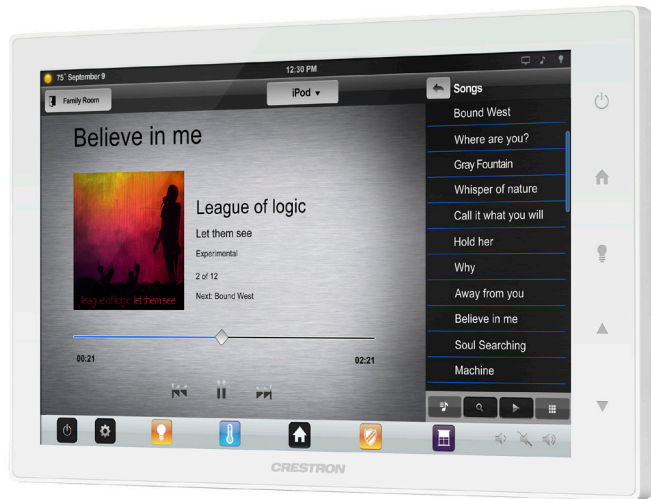 75° September 9
12:30 PM
Family Room
iPod
Songs
Believe in me
League of logic
Let them see
Experimental
2 of 12
Next: Bound West
league of logic let them see
00:21
02:21
Bound West
Where are you?
Gray Fountain
Whisper of nature
Call it what you will
Hold her
Why
Away from you
Believe in me
Soul Searching
Machine
CRESTRON